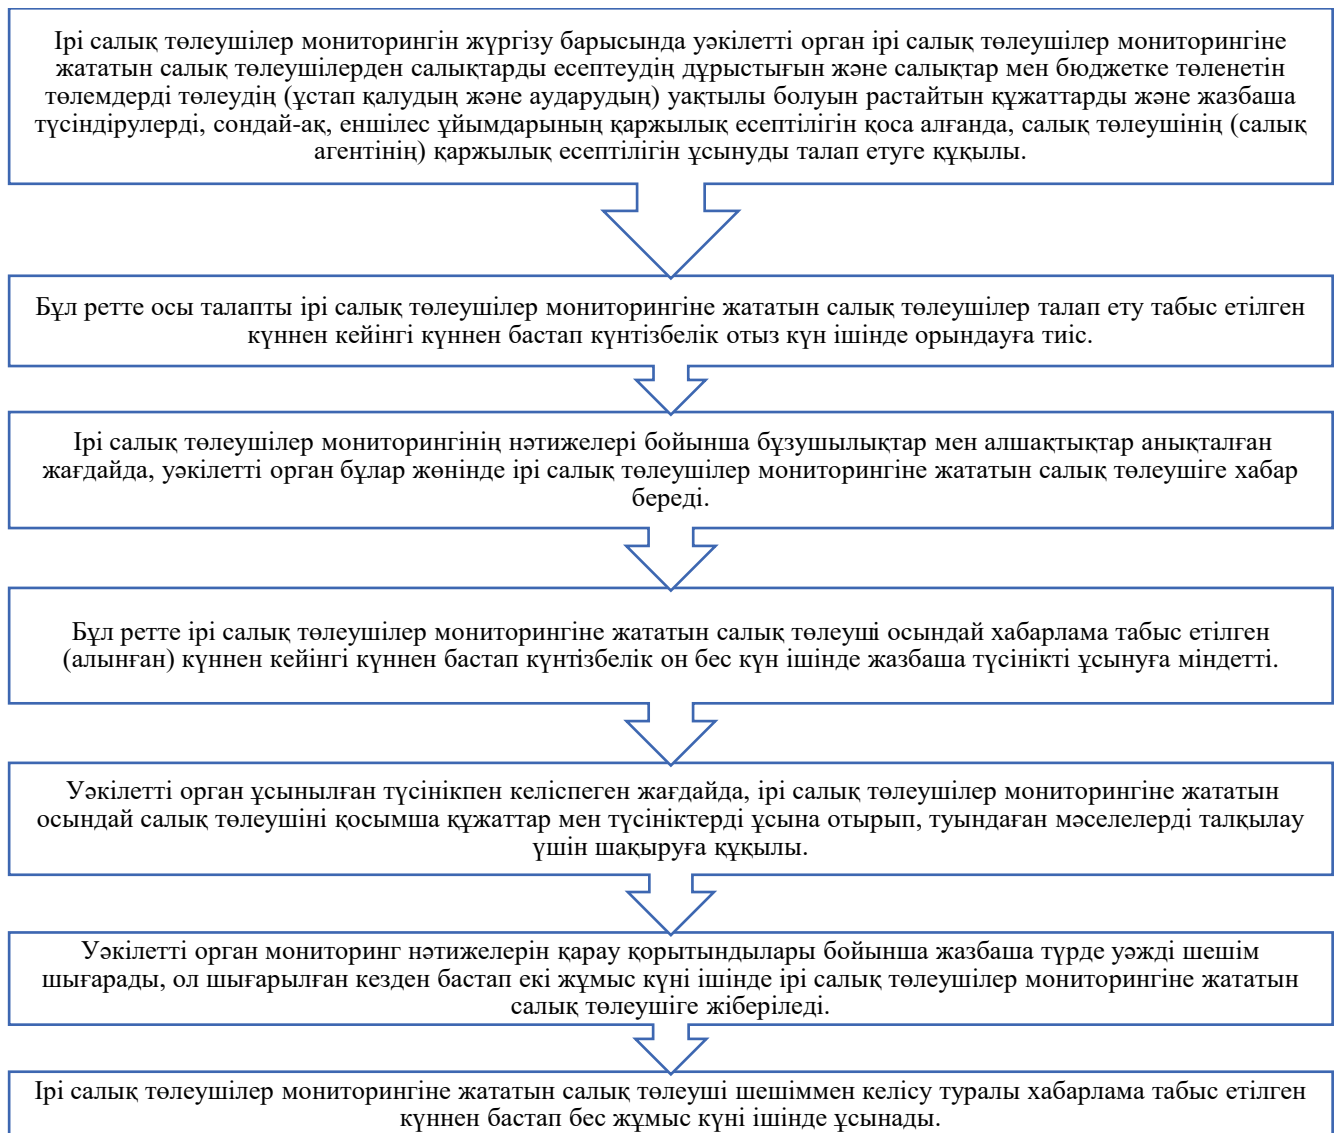 Ірі салық төлеушілер мониторингін жүргізу барысында уәкілетті орган ірі салық төлеушілер мониторингіне
жататын салық төлеушілерден салықтарды есептеудің дұрыстығын және салықтар мен бюджетке төленетін
төлемдерді төлеудің (ұстап қалудың және аударудың) уақтылы болуын растайтын құжаттарды және жазбаша
түсіндірулерді, сондай-ақ, еншілес ұйымдарының қаржылық есептілігін қоса алғанда, салық төлеушінің (салық
агентінің) қаржылық есептілігін ұсынуды талап етуге құқылы.
Бұл ретте осы талапты ірі салық төлеушілер мониторингіне жататын салық төлеушілер талап ету табыс етілген
күннен кейінгі күннен бастап күнтізбелік отыз күн ішінде орындауға тиіс.
Ірі салық төлеушілер мониторингінің нәтижелері бойынша бұзушылықтар мен алшақтықтар анықталған
жағдайда, уәкілетті орган бұлар жөнінде ірі салық төлеушілер мониторингіне жататын салық төлеушіге хабар
береді.
Бұл ретте ірі салық төлеушілер мониторингіне жататын салық төлеуші осындай хабарлама табыс етілген
(алынған) күннен кейінгі күннен бастап күнтізбелік он бес күн ішінде жазбаша түсінікті ұсынуға міндетті.
Уәкілетті орган ұсынылған түсінікпен келіспеген жағдайда, ірі салық төлеушілер мониторингіне жататын
осындай салық төлеушіні қосымша құжаттар мен түсініктерді ұсына отырып, туындаған мәселелерді талқылау
үшін шақыруға құқылы.
Уәкілетті орган мониторинг нәтижелерін қарау қорытындылары бойынша жазбаша түрде уәжді шешім
шығарады, ол шығарылған кезден бастап екі жұмыс күні ішінде ірі салық төлеушілер мониторингіне жататын
салық төлеушіге жіберіледі.
Ірі салық төлеушілер мониторингіне жататын салық төлеуші шешіммен келісу туралы хабарлама табыс етілген
күннен бастап бес жұмыс күні ішінде ұсынады.